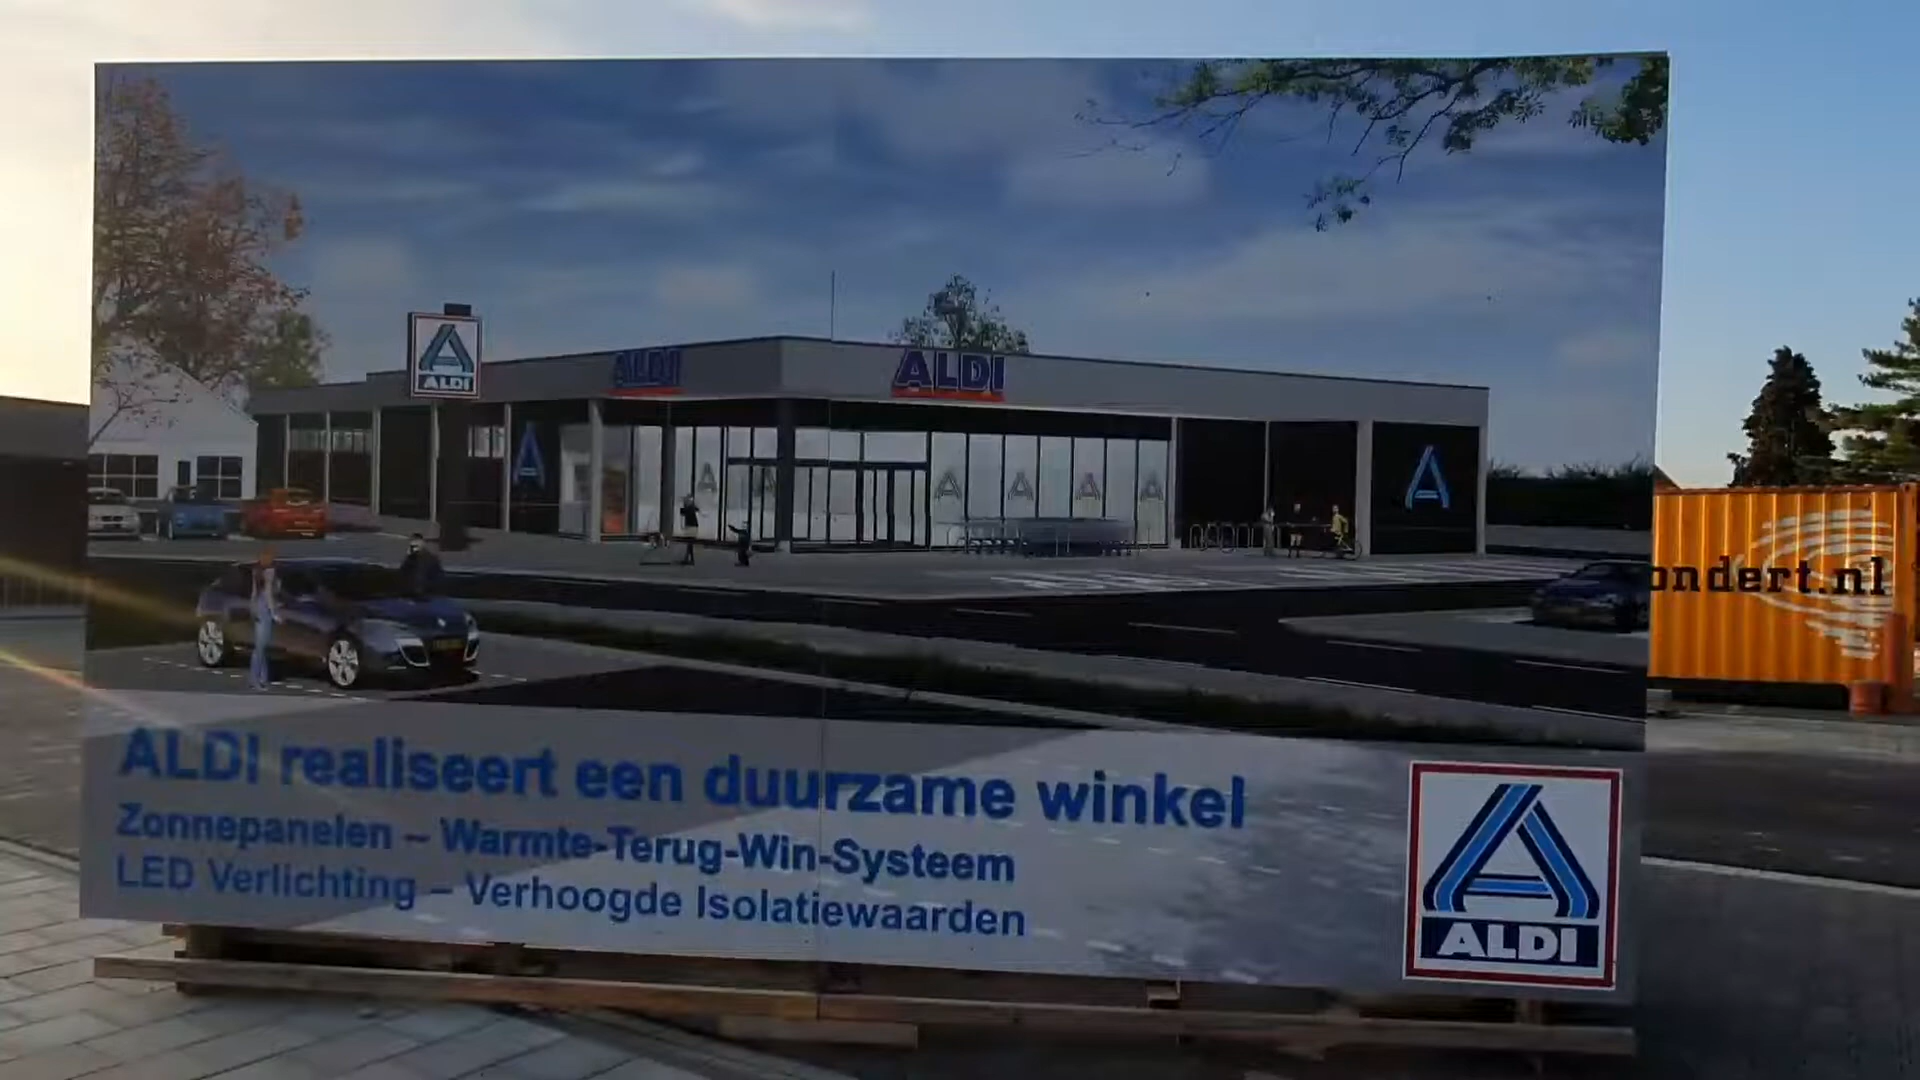 ALDI
ALDI
ALDI
ondert.nl
ALDI realiseert een duurzame winkel
Zonnepanelen – Warmte-Terug-Win-Systeem
LED Verlichting – Verhoogde Isolatiewaarden
ALDI